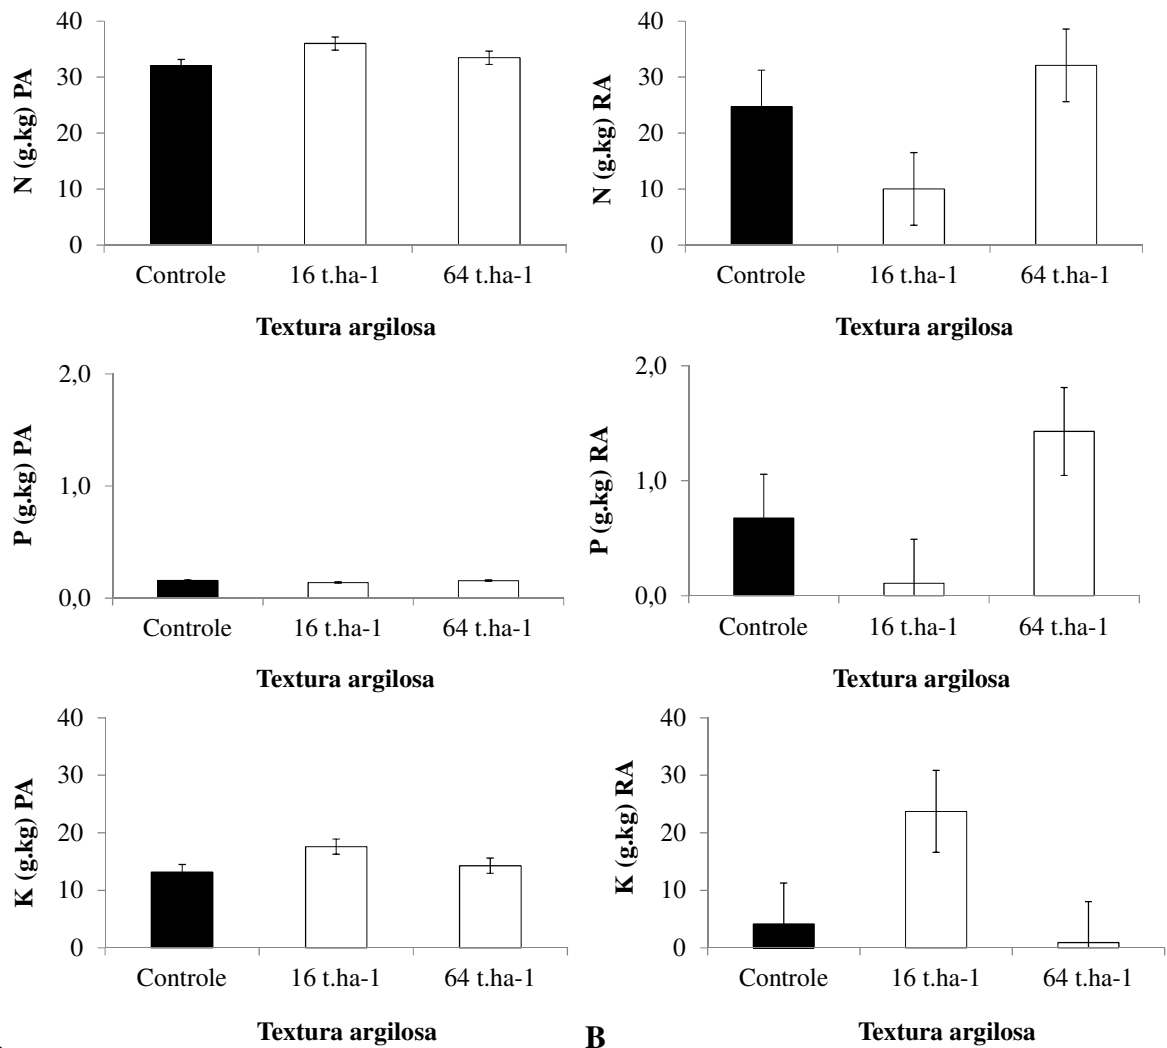 N (g.kg) PA
40
30
20
10
0
Controle 16 t.ha-1 64 t.ha-1
Textura argilosa
N (g.kg) RA
40
30
20
10
0
Controle 16 t.ha-1 64 t.ha-1
Textura argilosa
P (g.kg) PA
2,0
1,0
0,0
Controle 16 t.ha-1 64 t.ha-1
Textura argilosa
P (g.kg) RA
2,0
1,0
0,0
Controle 16 t.ha-1 64 t.ha-1
Textura argilosa
K (g.kg) PA
40
30
20
10
0
Controle 16 t.ha-1 64 t.ha-1
Textura argilosa
K (g.kg) RA
40
30
20
10
0
Controle 16 t.ha-1 64 t.ha-1
Textura argilosa
B